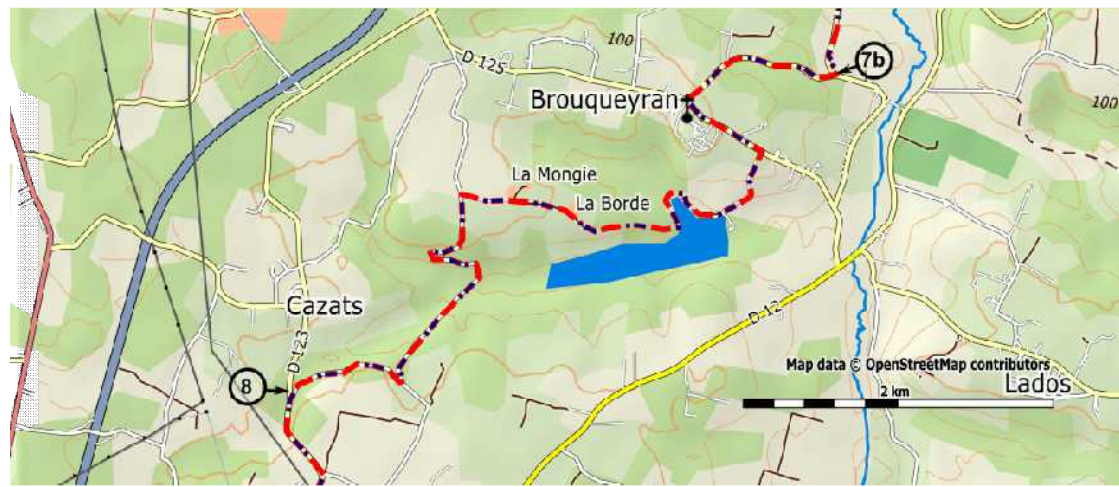 100
7b
D 125
Brouqueyran
100
La Mongie
La Borde
Cazats
D 12
D 123
Map data © OpenStreetMap contributors
8
Lados
2 km